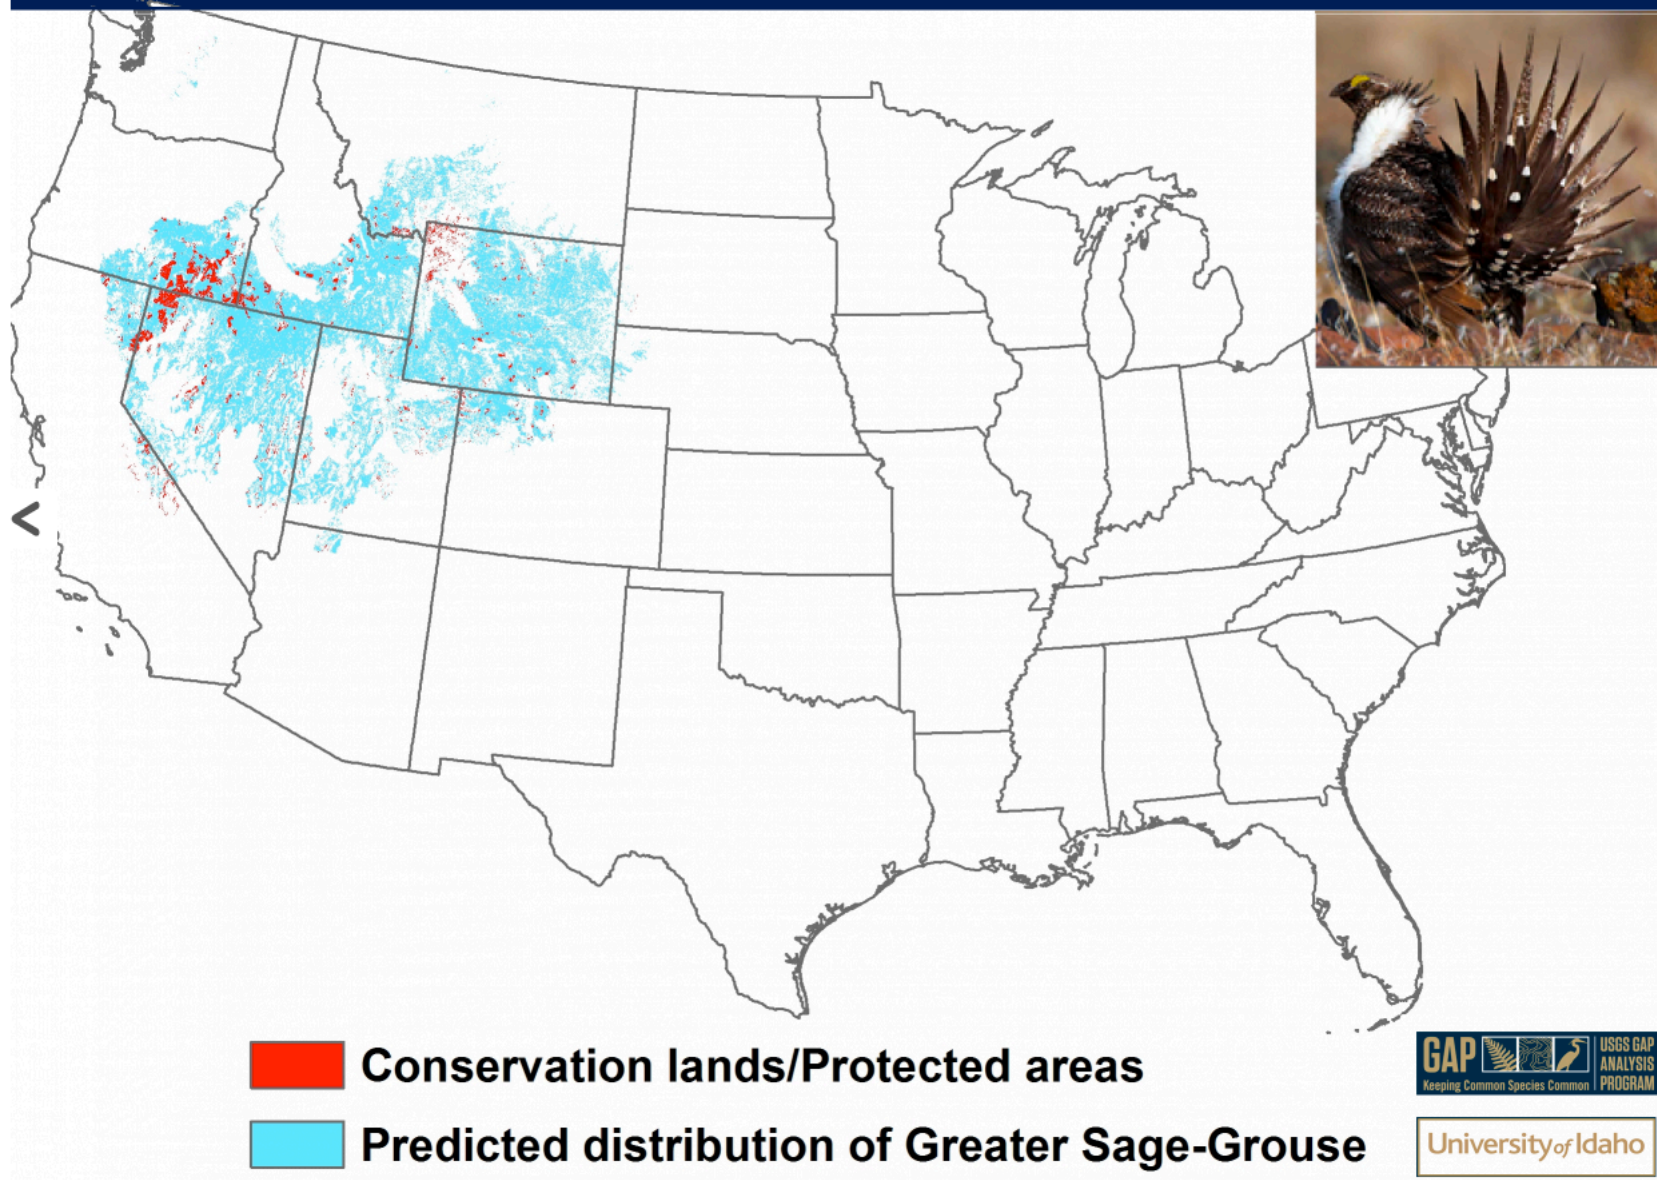 Conservation lands/Protected areas
Predicted distribution of Greater Sage-Grouse
GAP
Keeping Common Species Common
USGS GAP
ANALYSIS
PROGRAM
University of Idaho